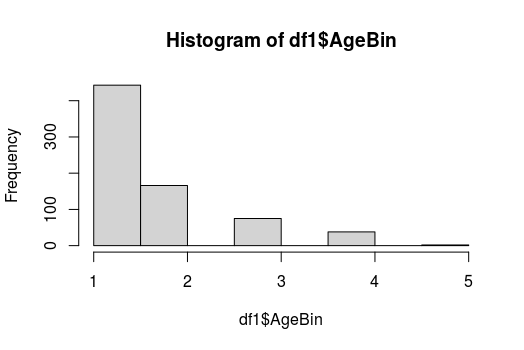 Histogram of df1$AgeBin
Frequency
300
100
0
1 2 3 4 5
df1$AgeBin